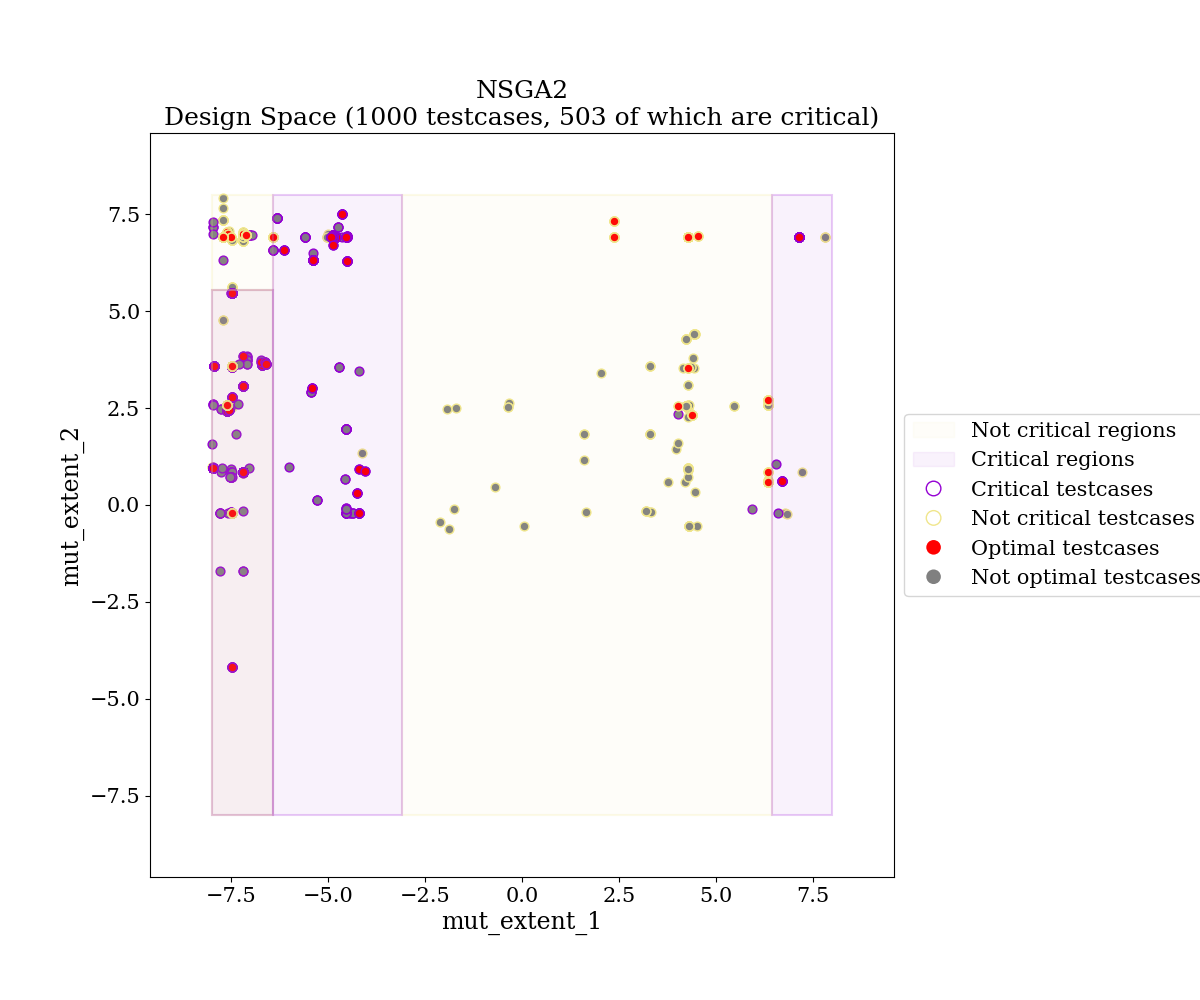 NSGA2
Design Space (1000 testcases, 503 of which are critical)
7.5
5.0
2.5
0.0
−2.5
−5.0
−7.5
mut_extent_2
−7.5 −5.0 −2.5 0.0 2.5 5.0 7.5
mut_extent_1
Not critical regions
Critical regions
Critical testcases
Not critical testcases
Optimal testcases
Not optimal testcases